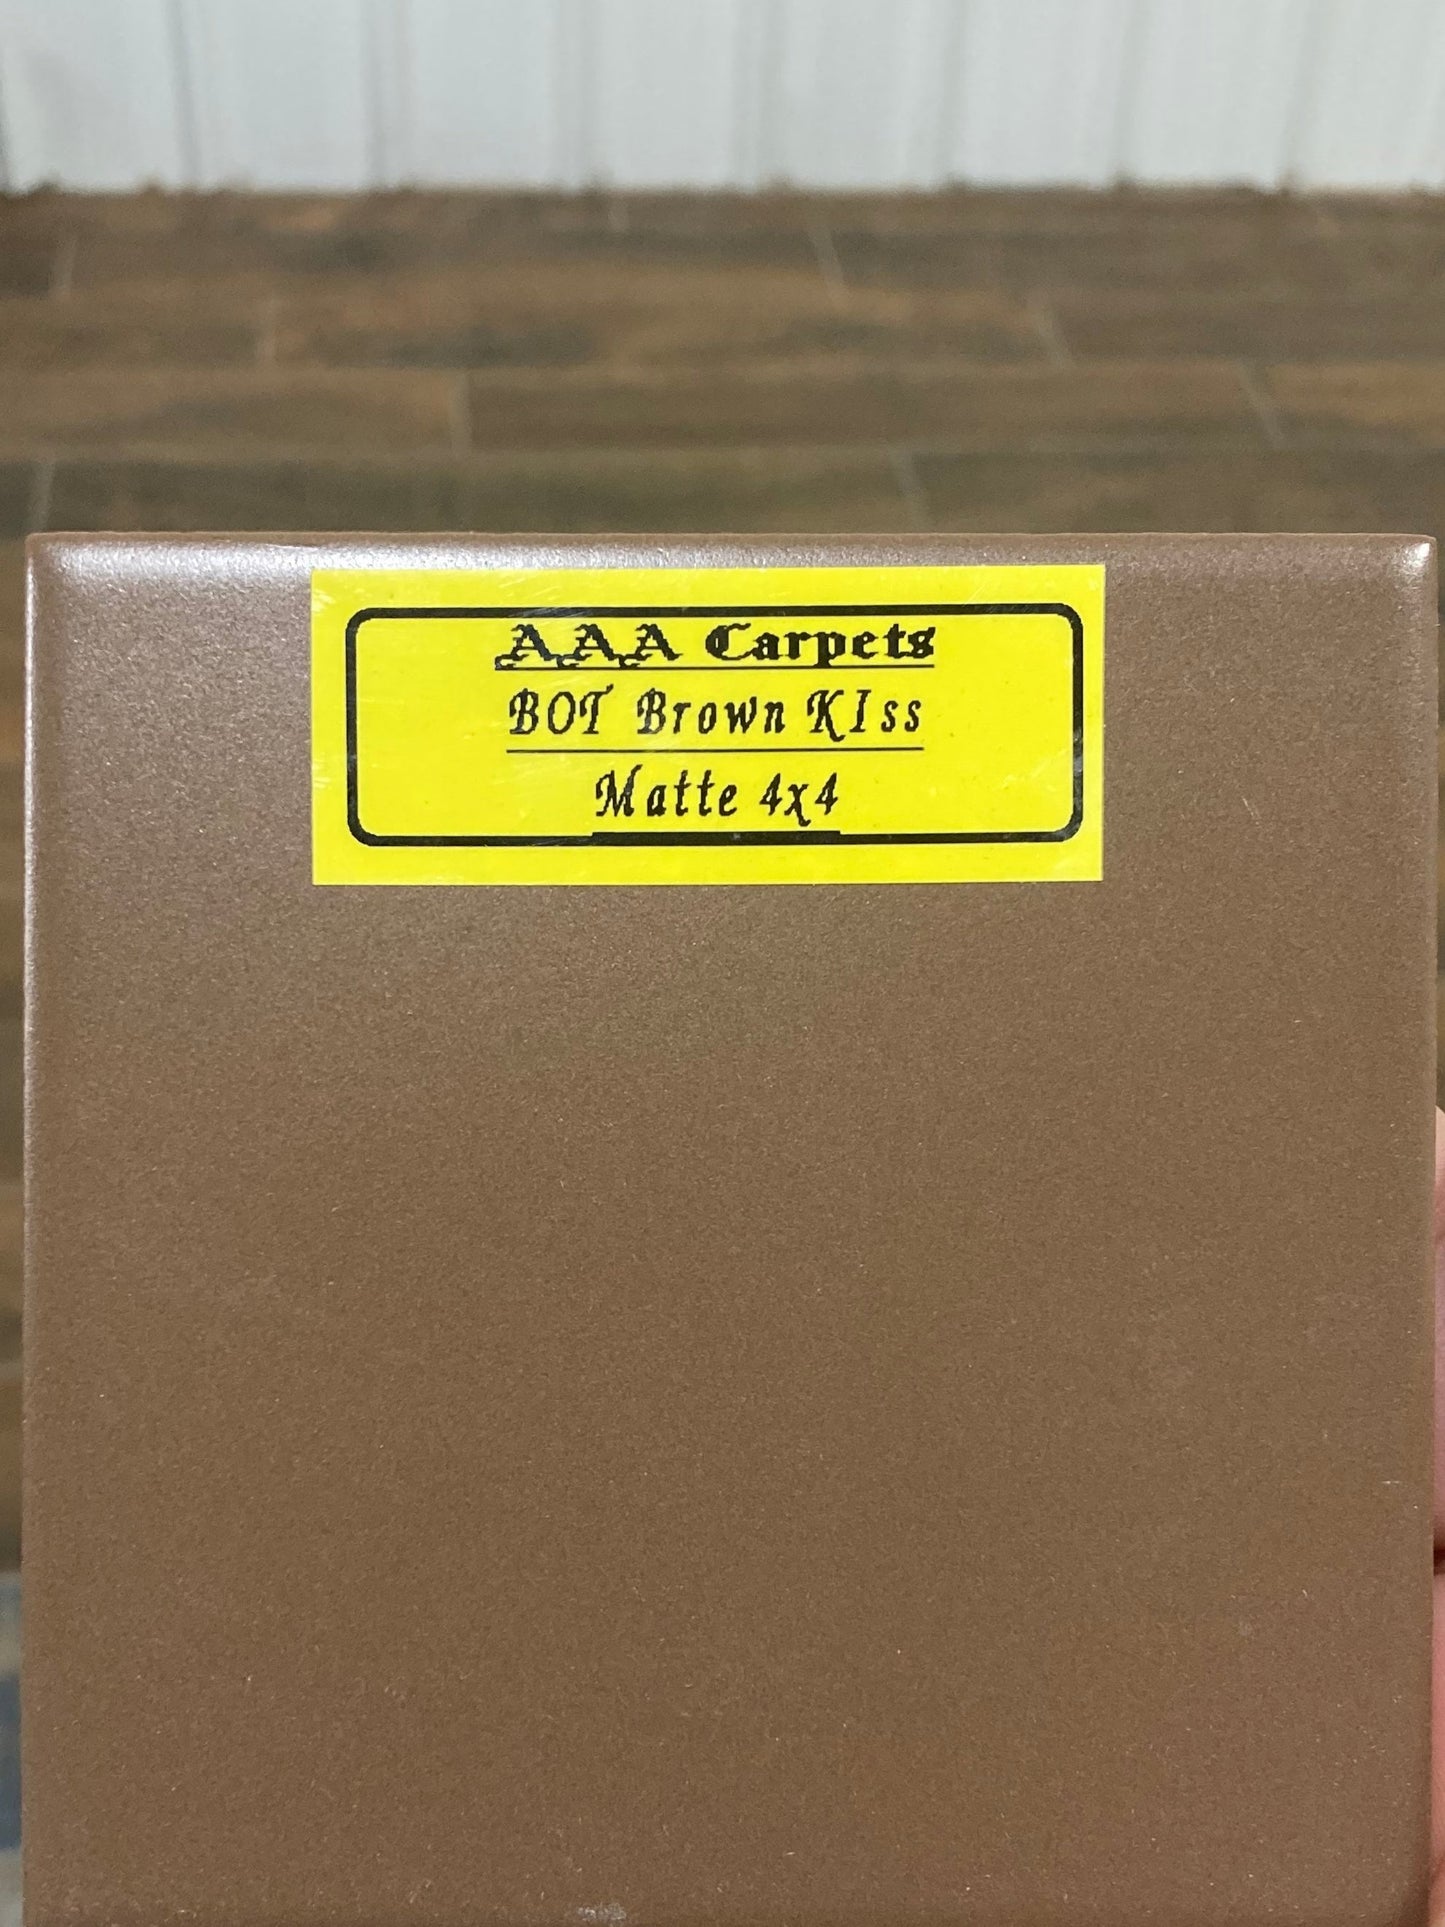 AAA Carpets
BOT Brown KIss
Matte 4x4